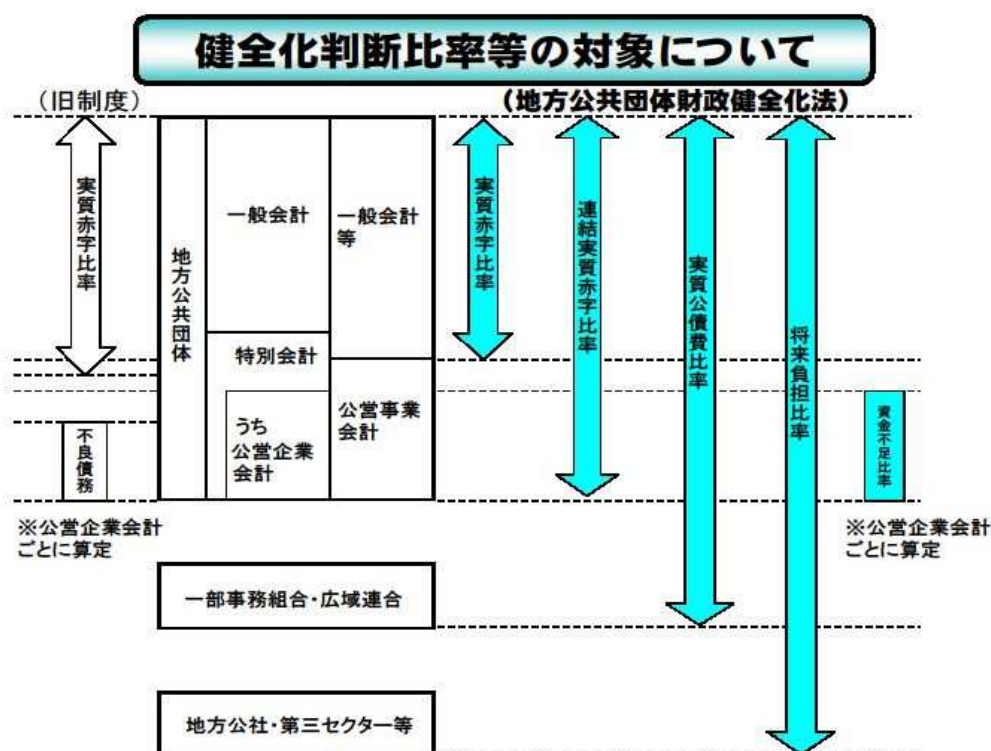 健全化判断比率等の対象について
（旧制度）
（地方公共団体財政健全化法）
実質赤字比率
地方公共団体
一般会計
一般会計
等
実質赤字比率
連結実質赤字比率
実質公債費比率
将来負担比率
特別会計
うち
公営企業
会計
公営事業
会計
不良債務
資金不足比率
※公営企業会計
ごとに算定
※公営企業会計
ごとに算定
一部事務組合・広域連合
地方公社・第三セクター等